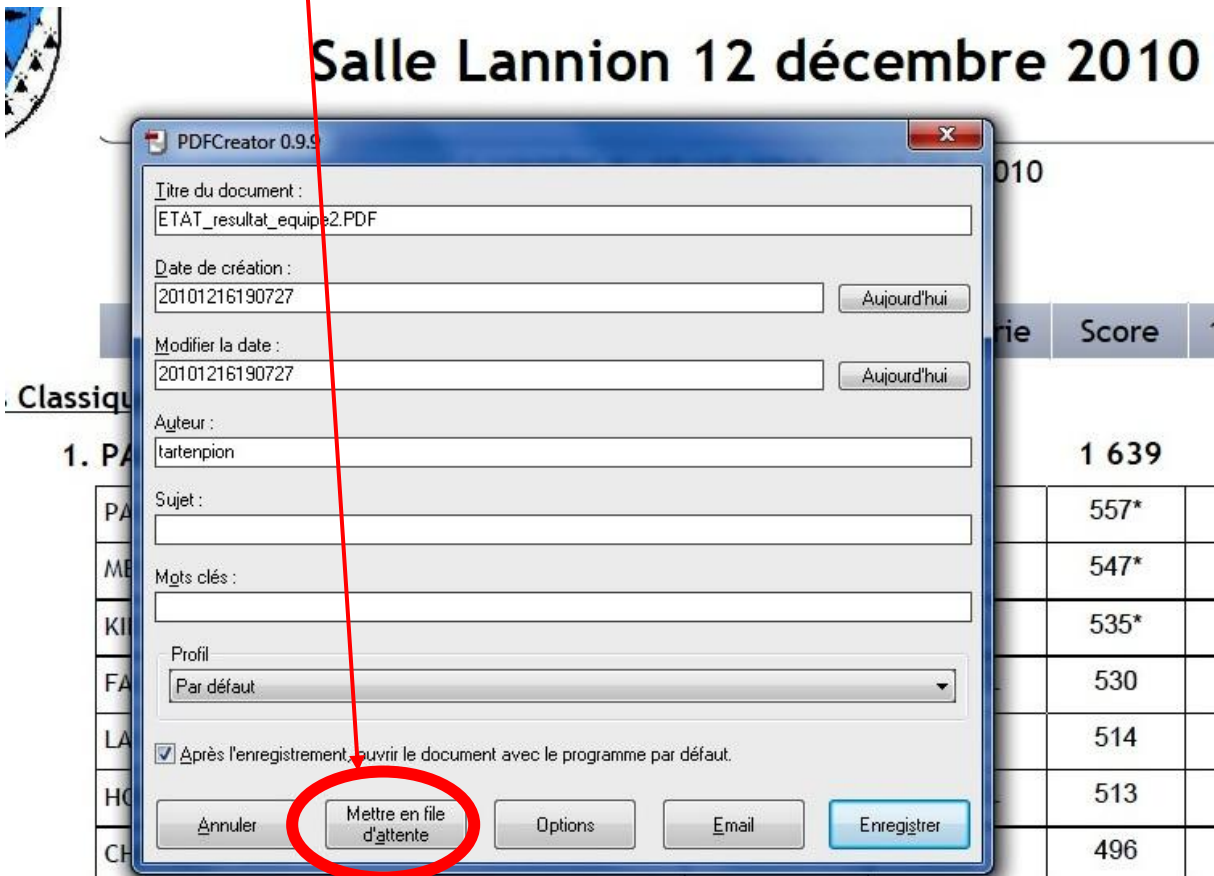 Salle Lannion 12 décembre 2010
PDFCreator 0.9.9
010
Titre du document :
ETAT_resultat_equipe2.PDF
Date de création :
20101216190727
Aujourd'hui
rie Score
Modifier la date :
20101216190727
Aujourd'hui
Classiqu
Auteur :
tartenpion
1. PA 1 639
Sujet :
PA 557*
ME 547*
Mots clés :
KI 535*
Profil
Par défaut
FA 530
LA 514
Après l'enregistrement, ouvrir le document avec le programme par défaut.
HO 513
Annuler
Mettre en file
d'attente
Options
Email
Enregistrer
CH 496